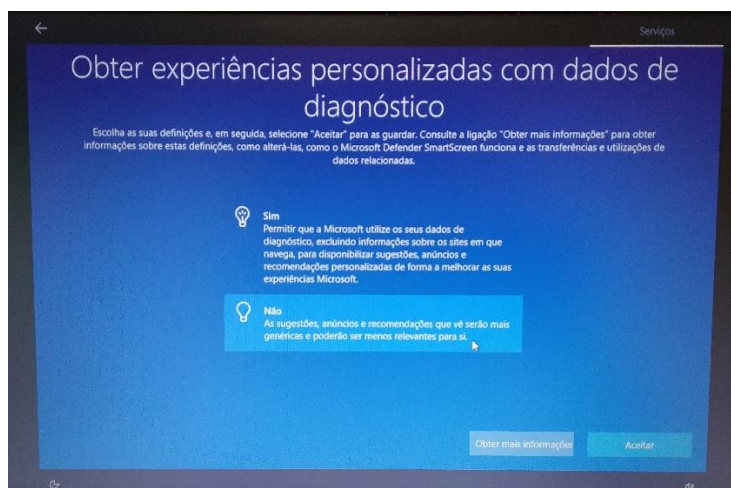 Serviços
Obter experiências personalizadas com dados de
diagnóstico
Escolha as suas definições e, em seguida, selecione "Aceitar" para as guardar. Consulte a ligação "Obter mais informações" para obter
informações sobre estas definições, como alterá-las, como o Microsoft Defender SmartScreen funciona e as transferências e utilizações de
dados relacionadas.
Sim
Permitir que a Microsoft utilize os seus dados de
diagnóstico, excluindo informações sobre os sites em que
navega, para disponibilizar sugestões, anúncios e
recomendações personalizadas de forma a melhorar as suas
experiências Microsoft.
Não
As sugestões, anúncios e recomendações que vê serão mais
genéricas e poderão ser menos relevantes para si.
Obter mais informações
Aceitar